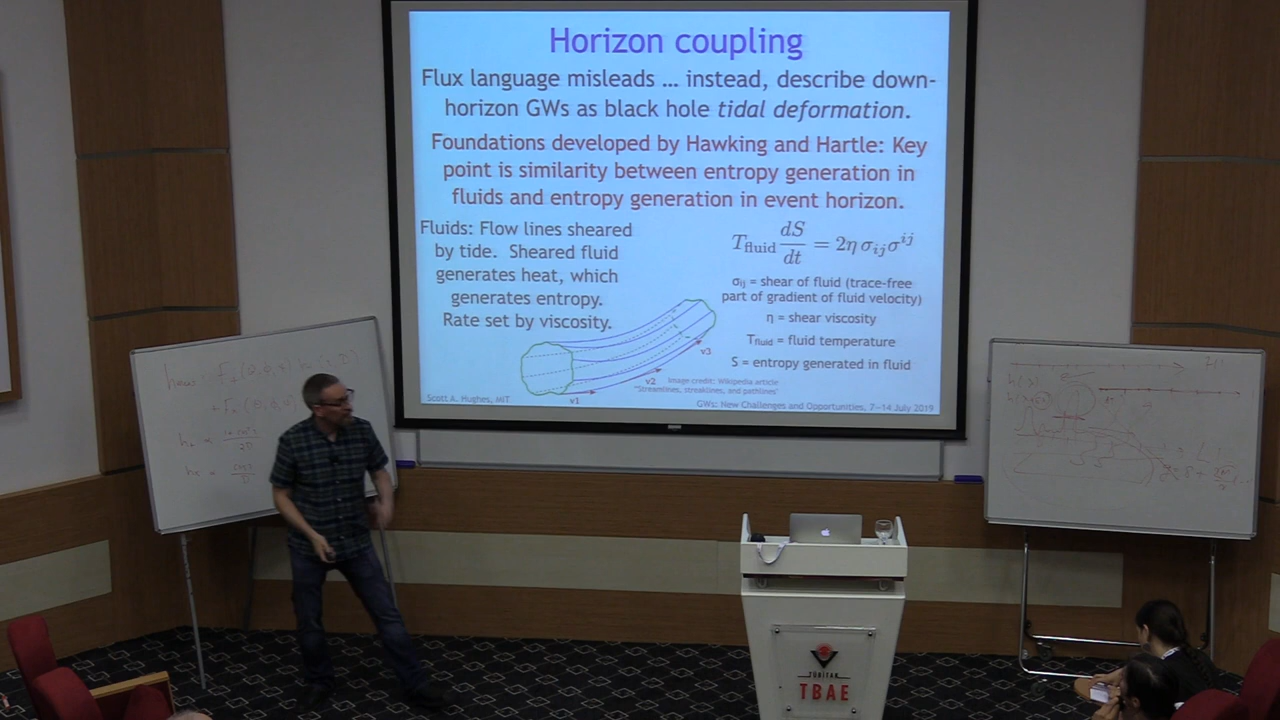 Horizon coupling
Flux language misleads ... instead, describe down-
horizon GWs as black hole tidal deformation.
Foundations developed by Hawking and Hartle: Key
point is similarity between entropy generation in
fluids and entropy generation in event horizon.
Fluids: Flow lines sheared
by tide. Sheared fluid
generates heat, which
generates entropy.
Rate set by viscosity.
T_fluid dS/dt = 2η σ_ij σ^ij
σij = shear of fluid (trace-free
part of gradient of fluid velocity)
η = shear viscosity
Tfluid = fluid temperature
S = entropy generated in fluid
v1
v2
v3
Image credit: Wikipedia article
"Streamlines, streaklines, and pathlines"
Scott A. Hughes, MIT
GWs: New Challenges and Opportunities, 7-14 July 2019
TÜBİTAK
TBAE